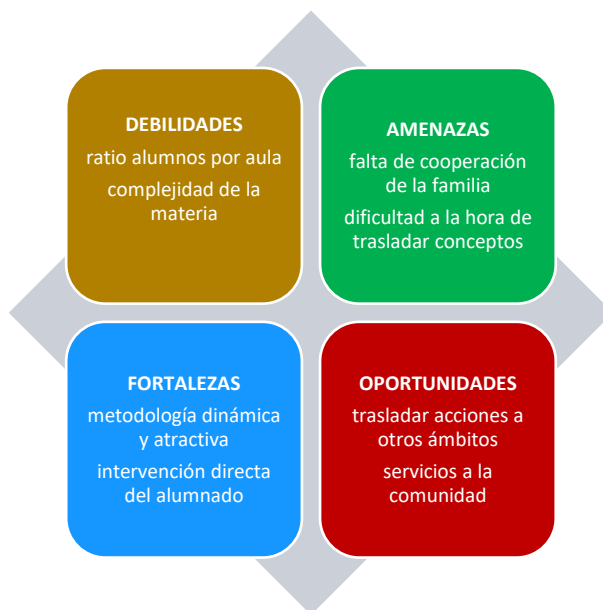 DEBILIDADES
ratio alumnos por aula
complejidad de la
materia
AMENAZAS
falta de cooperación
de la familia
dificultad a la hora de
trasladar conceptos
FORTALEZAS
metodología dinámica
y atractiva
intervención directa
del alumnado
OPORTUNIDADES
trasladar acciones a
otros ámbitos
servicios a la
comunidad